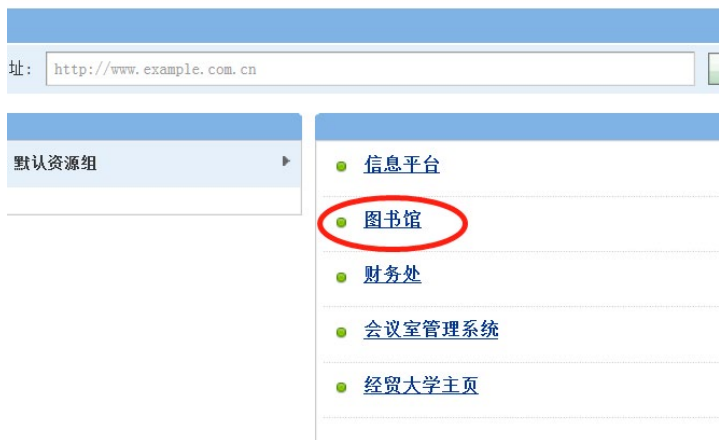 址：
http://www.example.com.cn
默认资源组
信息平台
图书馆
财务处
会议室管理系统
经贸大学主页